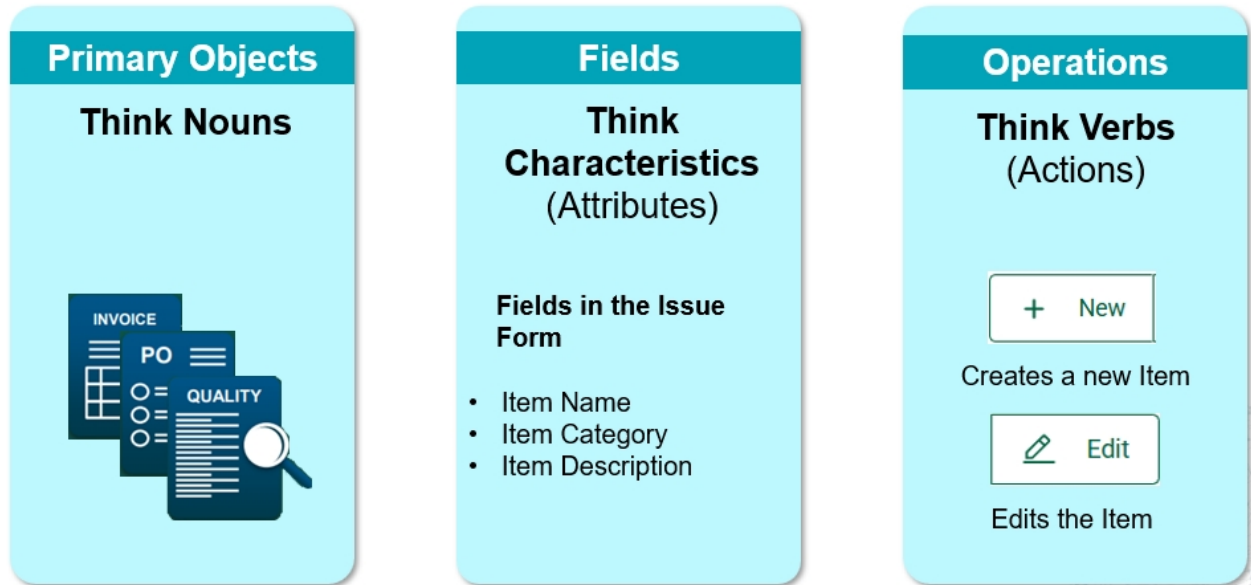 Primary Objects
Think Nouns
INVOICE
PO
QUALITY
Fields
Think
Characteristics
(Attributes)
Fields in the Issue
Form
• Item Name
• Item Category
• Item Description
Operations
Think Verbs
(Actions)
+ New
Creates a new Item
Edit
Edits the Item